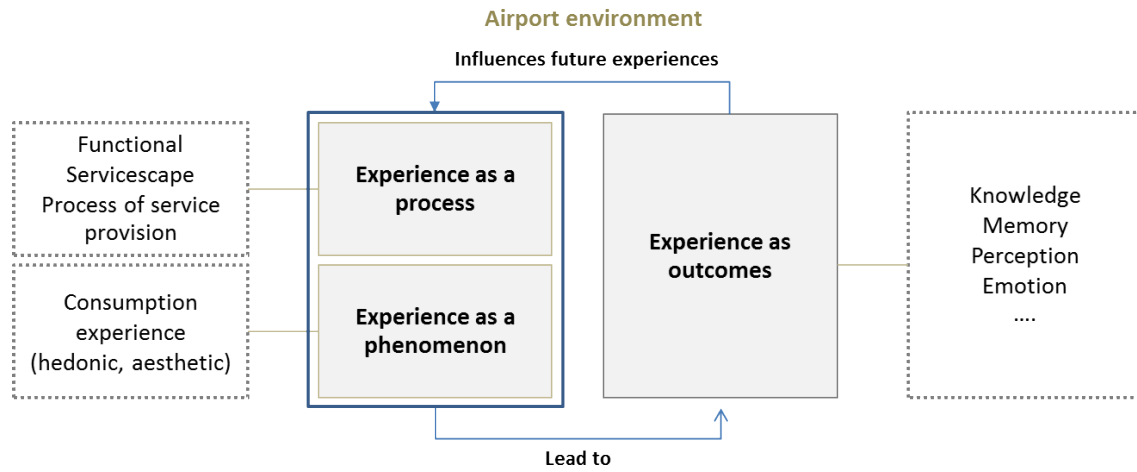 Airport environment
Influences future experiences
Functional
Servicescape
Process of service
provision
Experience as a
process
Consumption
experience
(hedonic, aesthetic)
Experience as a
phenomenon
Experience as
outcomes
Knowledge
Memory
Perception
Emotion
....
Lead to